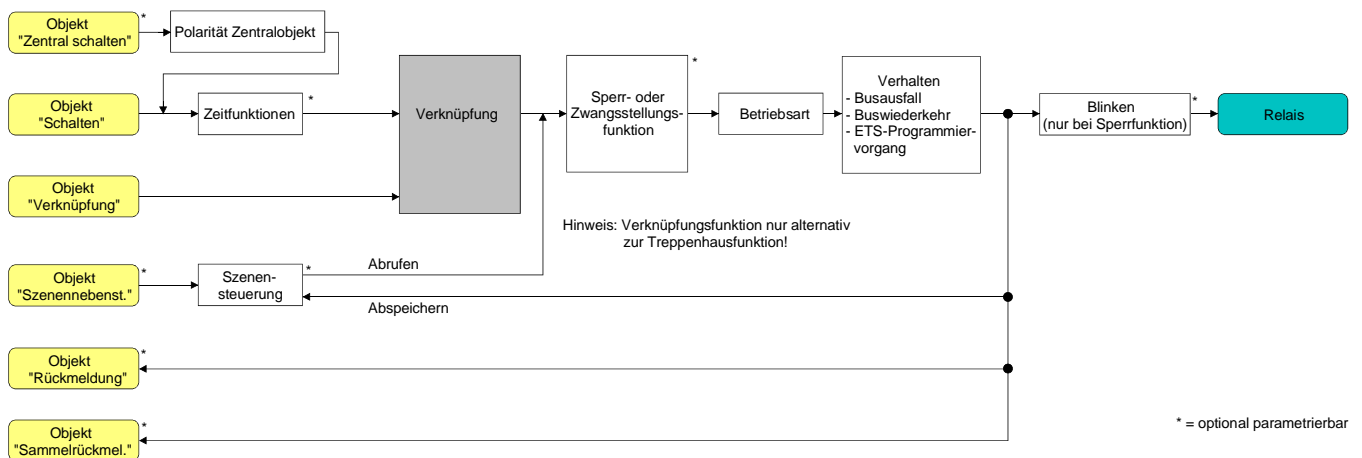 Objekt
"Zentral schalten"
*
Polarität Zentralobjekt
Objekt
"Schalten"
Zeitfunktionen
*
Verknüpfung
Sperr- oder
Zwangsstellungs-
funktion
*
Betriebsart
Verhalten
- Busausfall
- Buswiederkehr
- ETS-Programmier-
vorgang
Blinken
(nur bei Sperrfunktion)
*
Relais
Objekt
"Verknüpfung"
Hinweis: Verknüpfungsfunktion nur alternativ
zur Treppenhausfunktion!
Objekt
"Szenennebenst."
*
Szenen-
steuerung
*
Abrufen
Abspeichern
Objekt
"Rückmeldung"
*
Objekt
"Sammelrückmel."
*
* = optional parametrierbar